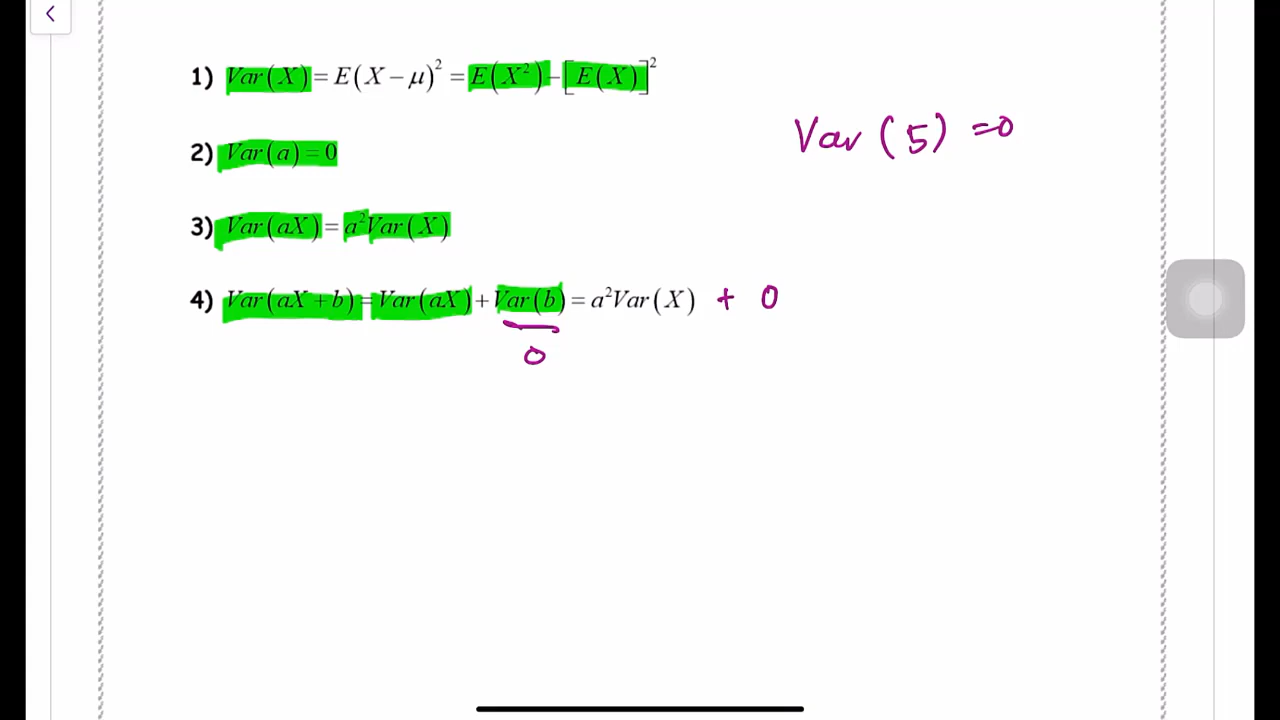 1) Var(X) = E(X − μ)² = E(X²) − [E(X)]²
Var (5) = 0
2) Var(a) = 0
3) Var(aX) = a²Var(X)
4) Var(aX + b) = Var(aX) + Var(b) = a²Var(X) + 0
0